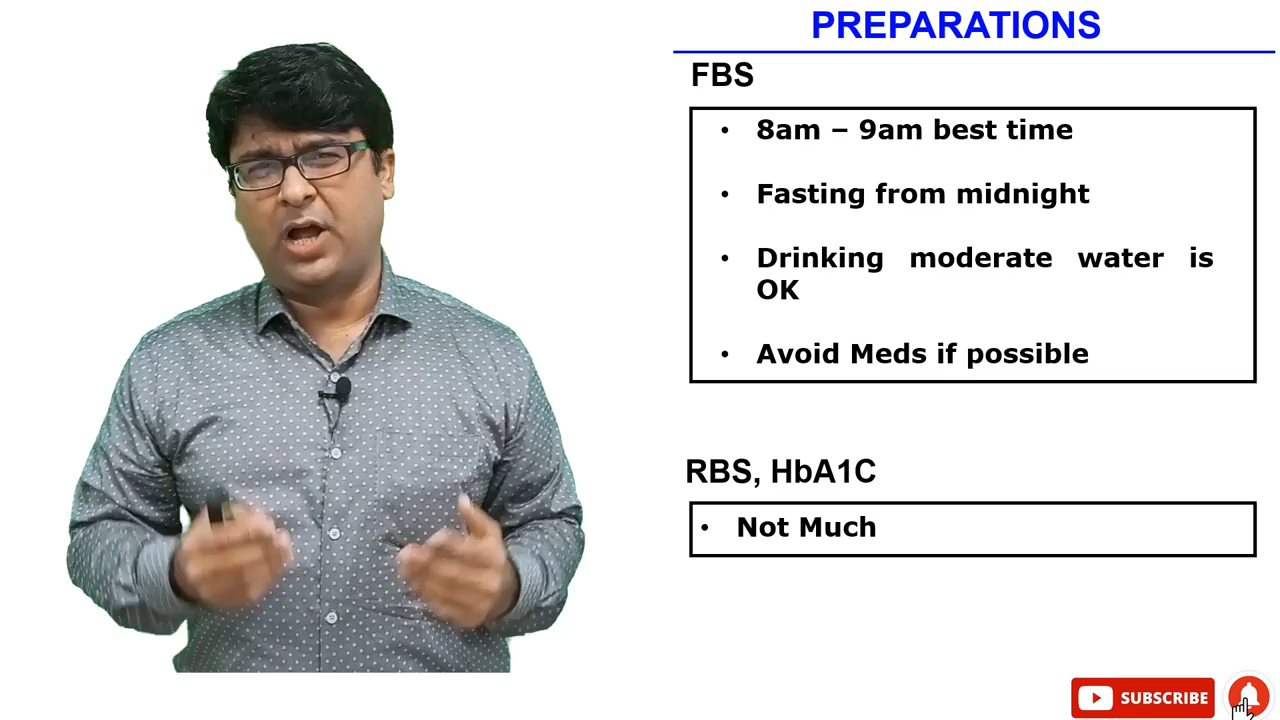 PREPARATIONS
FBS
• 8am – 9am best time
• Fasting from midnight
• Drinking moderate water is
OK
• Avoid Meds if possible
RBS, HbA1C
• Not Much
SUBSCRIBE